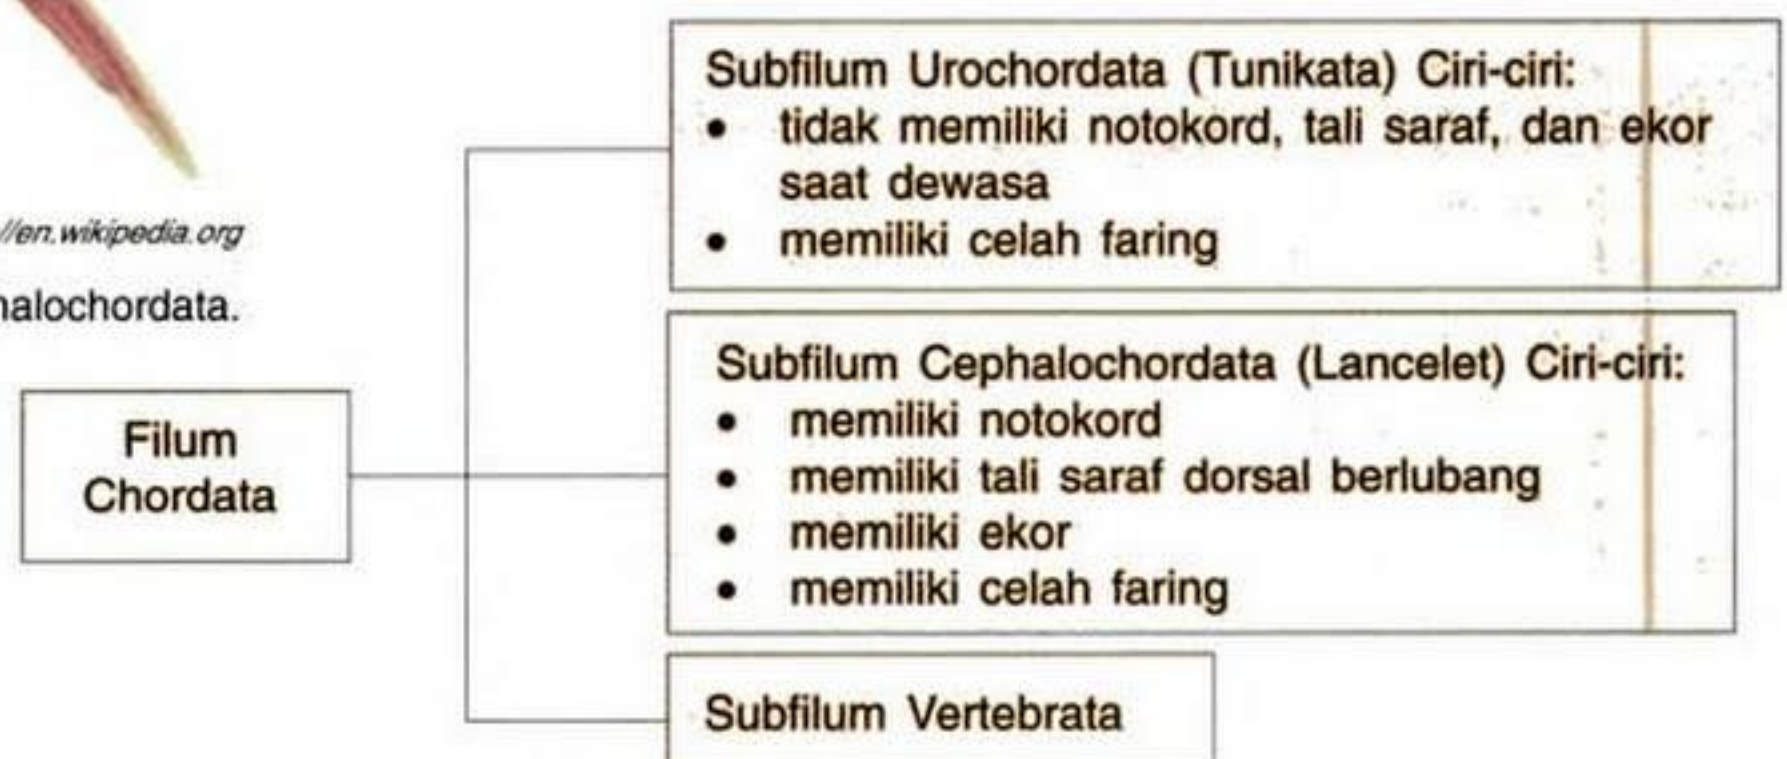 //en.wikipedia.org
halochordata.
Filum
Chordata
Subfilum Urochordata (Tunikata) Ciri-ciri:
• tidak memiliki notokord, tali saraf, dan ekor
saat dewasa
• memiliki celah faring
Subfilum Cephalochordata (Lancelet) Ciri-ciri:
• memiliki notokord
• memiliki tali saraf dorsal berlubang
• memiliki ekor
• memiliki celah faring
Subfilum Vertebrata